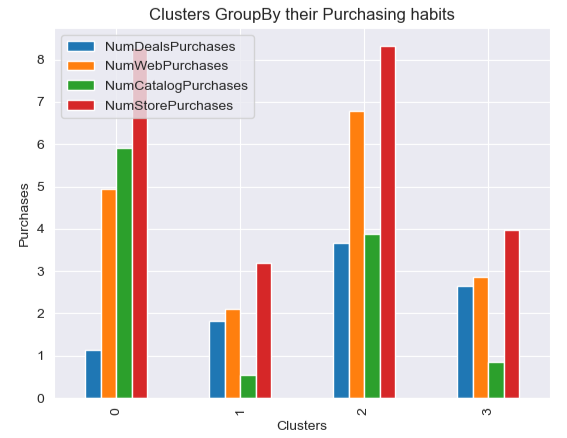 Clusters GroupBy their Purchasing habits
NumDealsPurchases
NumWebPurchases
NumCatalogPurchases
NumStorePurchases
Purchases
8
7
6
5
4
3
2
1
0
0
1
2
3
Clusters